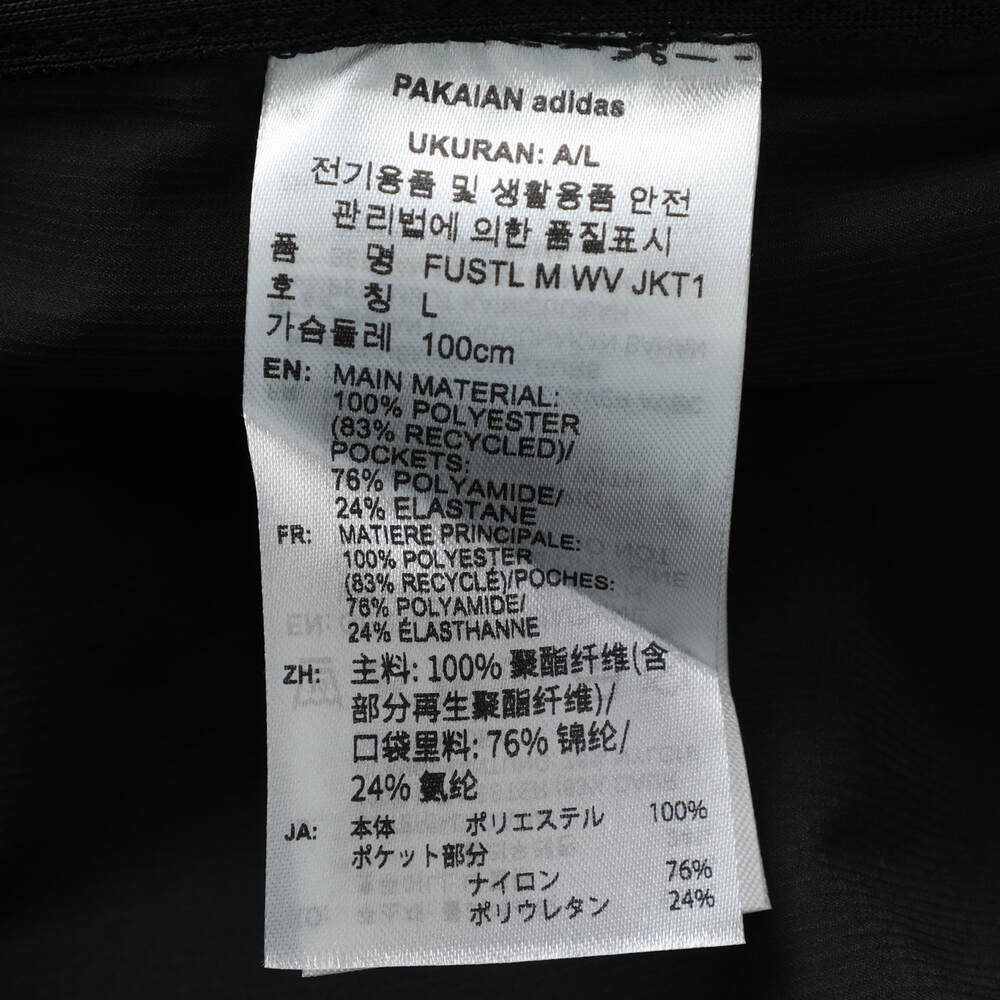 PAKAIAN adidas
UKURAN: A/L
전기용품 및 생활용품 안전
관리법에 의한 품질표시
품 명 FUSTL M WV JKT1
호 칭 L
가슴둘레 100cm
EN: MAIN MATERIAL:
100% POLYESTER
(83% RECYCLED)/
POCKETS:
76% POLYAMIDE/
24% ELASTANE
FR: MATIERE PRINCIPALE:
100% POLYESTER
(83% RECYCLÉ)/POCHES:
76% POLYAMIDE/
24% ÉLASTHANNE
ZH: 主料: 100% 聚酯纤维(含
部分再生聚酯纤维)/
口袋里料: 76% 锦纶/
24% 氨纶
JA: 本体 ポリエステル 100%
ポケット部分
ナイロン 76%
ポリウレタン 24%